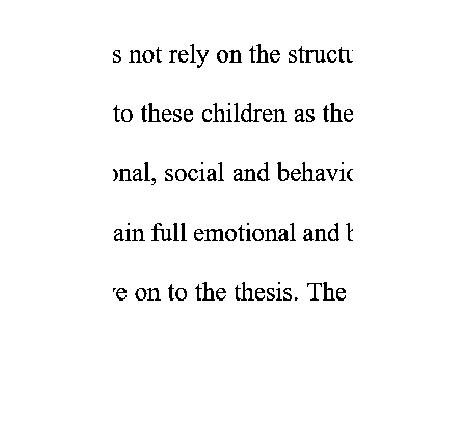 s not rely on the structu
to these children as the
onal, social and behavio
ain full emotional and b
e on to the thesis. The